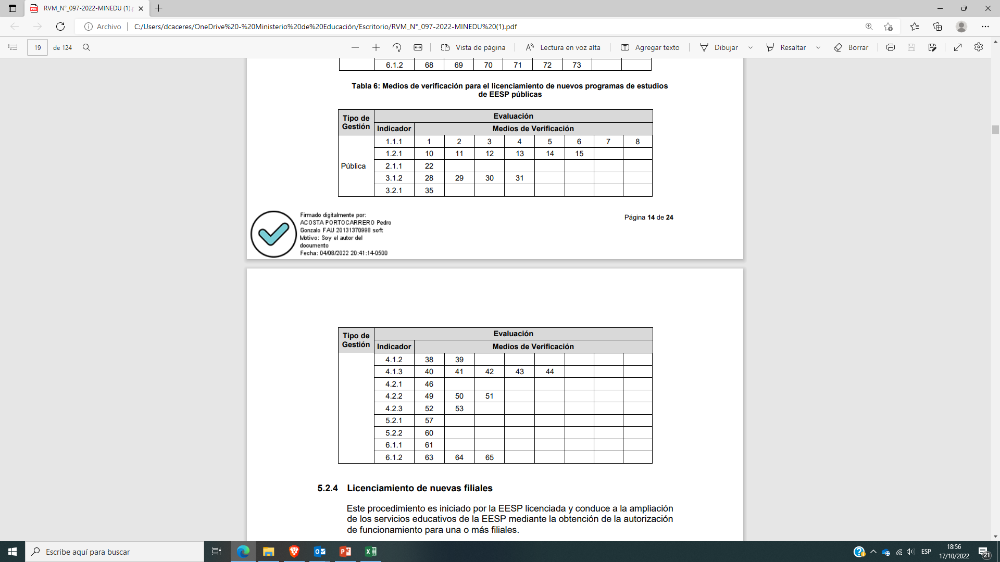 RVM_N°_097-2022-MINEDU (1).p
Archivo
C:/Users/dcaceres/OneDrive%20-%20Ministerio%20de%20Educación/Escritorio/RVM_N°_097-2022-MINEDU%20(1).pdf
19 de 124
Vista de página
Lectura en voz alta
Agregar texto
Dibujar
Resaltar
Borrar
6.1.2 68 69 70 71 72 73
Tabla 6: Medios de verificación para el licenciamiento de nuevos programas de estudios
de EESP públicas
Tipo de Gestión
Evaluación
Indicador Medios de Verificación
Pública
1.1.1 1 2 3 4 5 6 7 8
1.2.1 10 11 12 13 14 15
2.1.1 22
3.1.2 28 29 30 31
3.2.1 35
Firmado digitalmente por:
ACOSTA PORTOCARRERO Pedro
Gonzalo FAU 20131370998 soft
Motivo: Soy el autor del
documento
Fecha: 04/08/2022 20:41:14-0500
Página 14 de 24
Tipo de Gestión
Evaluación
Indicador Medios de Verificación
4.1.2 38 39
4.1.3 40 41 42 43 44
4.2.1 46
4.2.2 49 50 51
4.2.3 52 53
5.2.1 57
5.2.2 60
6.1.1 61
6.1.2 63 64 65
5.2.4 Licenciamiento de nuevas filiales
Este procedimiento es iniciado por la EESP licenciada y conduce a la ampliación
de los servicios educativos de la EESP mediante la obtención de la autorización
de funcionamiento para una o más filiales.
Escribe aquí para buscar
ESP
18:56
17/10/2022
21